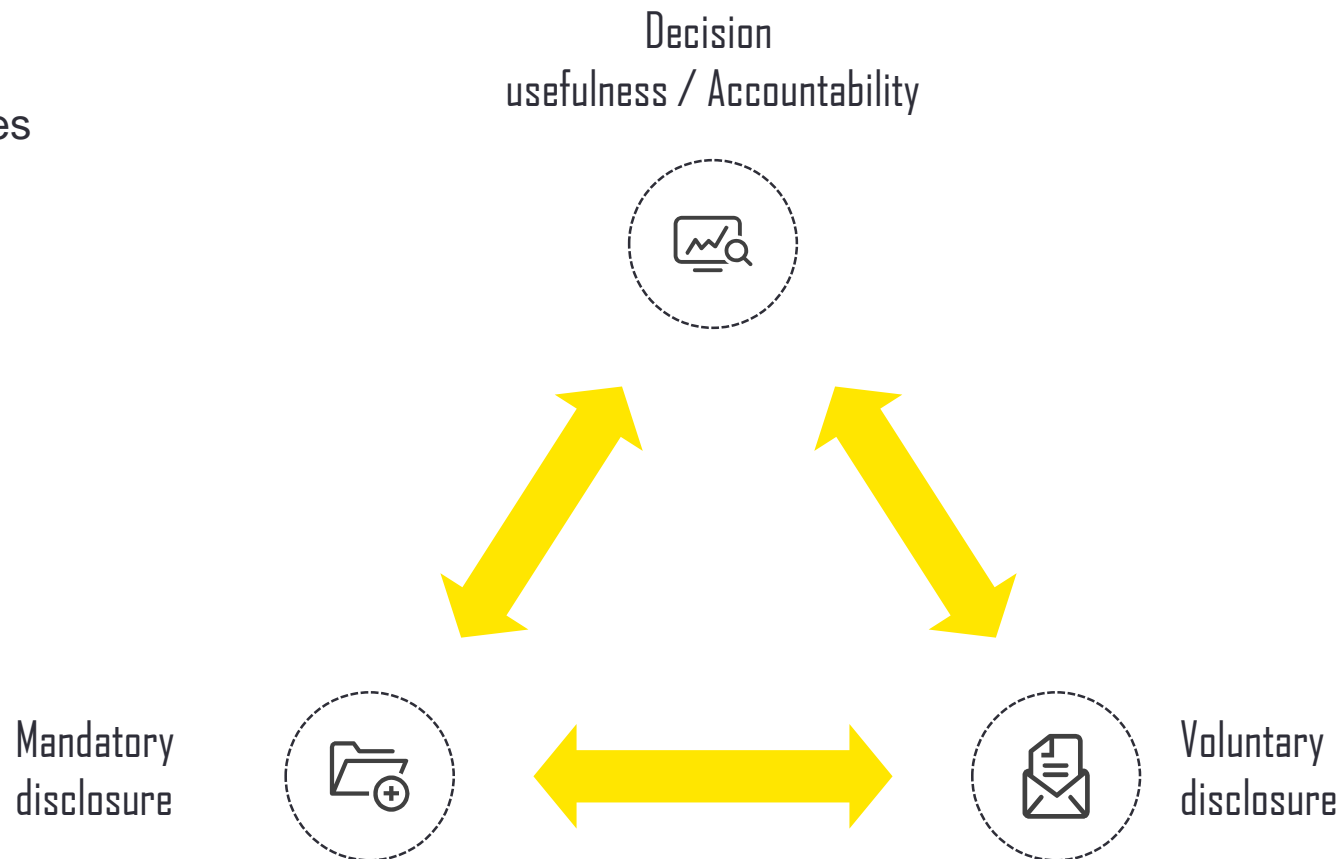 Decision
usefulness / Accountability
es
Mandatory
disclosure
Voluntary
disclosure